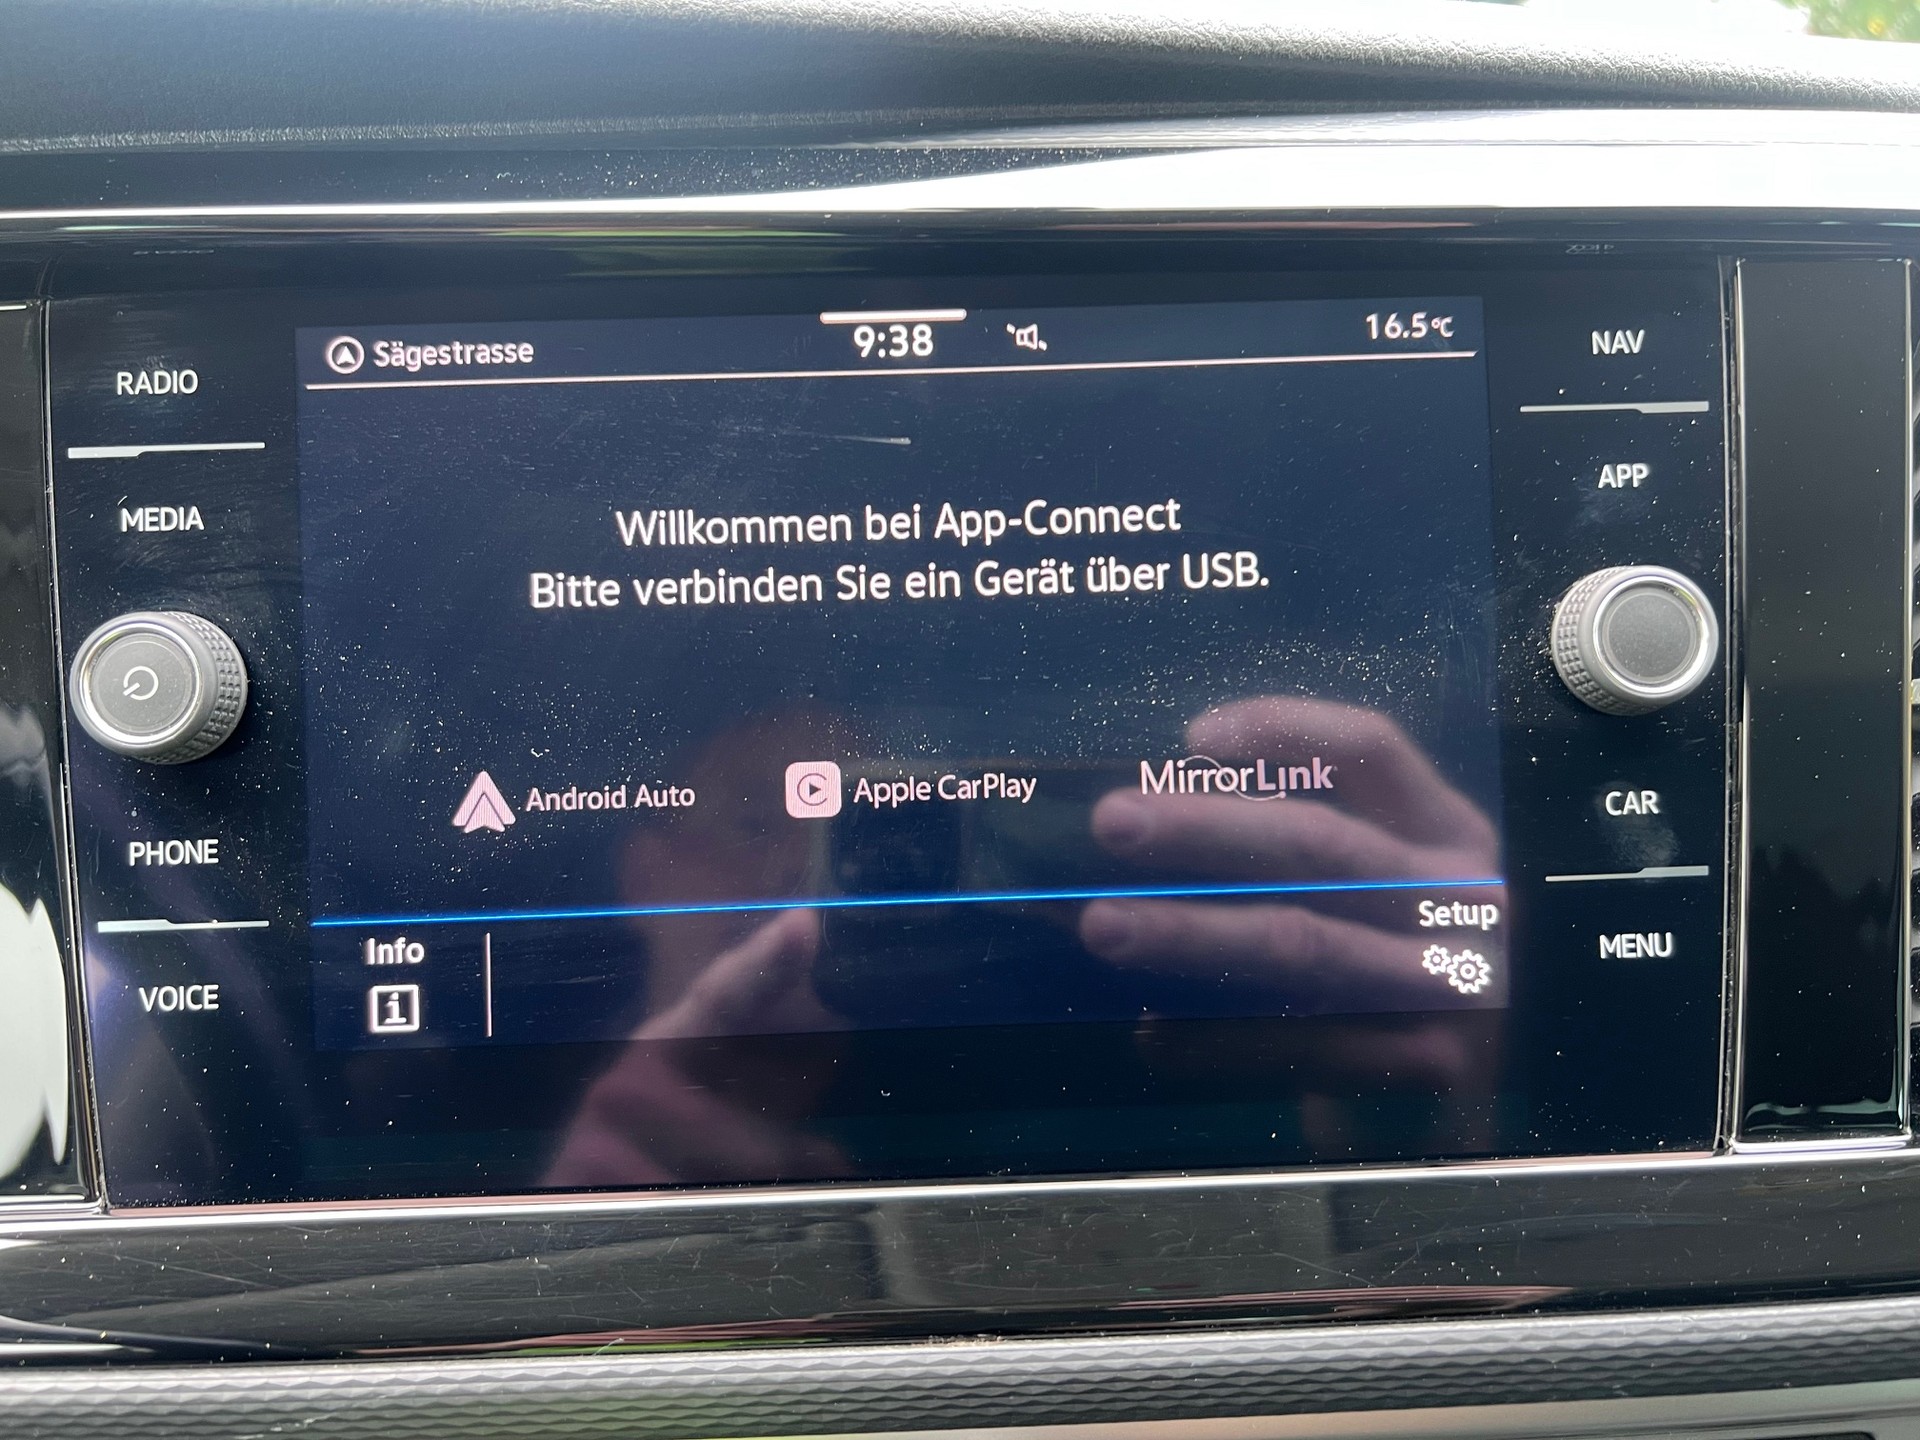 Sägestrasse
9:38
16.5°C
RADIO
MEDIA
PHONE
VOICE
Willkommen bei App-Connect
Bitte verbinden Sie ein Gerät über USB.
Android Auto
Apple CarPlay
MirrorLink
Info
i
Setup
NAV
APP
CAR
MENU